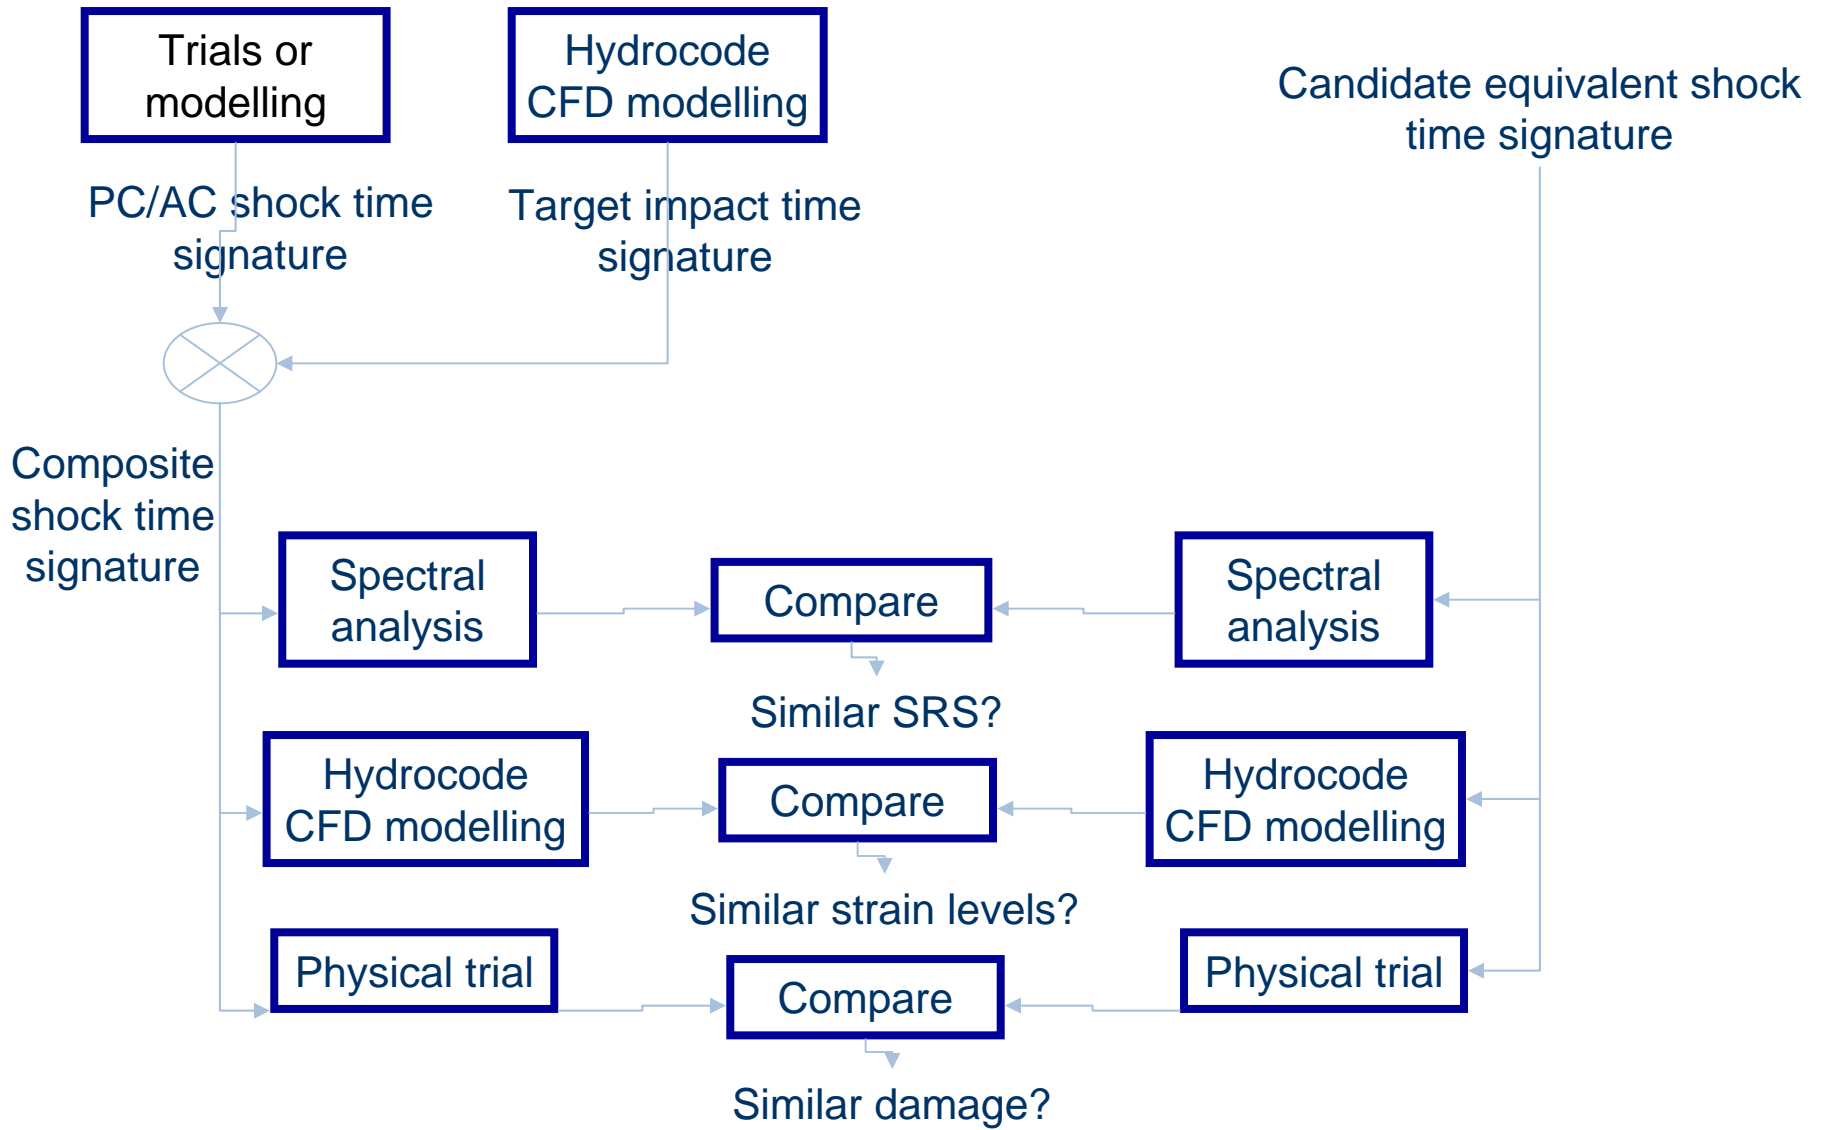 Trials or
modelling
Hydrocode
CFD modelling
Candidate equivalent shock
time signature
PC/AC shock time
signature
Target impact time
signature
Composite
shock time
signature
Spectral
analysis
Compare
Spectral
analysis
Similar SRS?
Hydrocode
CFD modelling
Compare
Hydrocode
CFD modelling
Similar strain levels?
Physical trial
Compare
Physical trial
Similar damage?